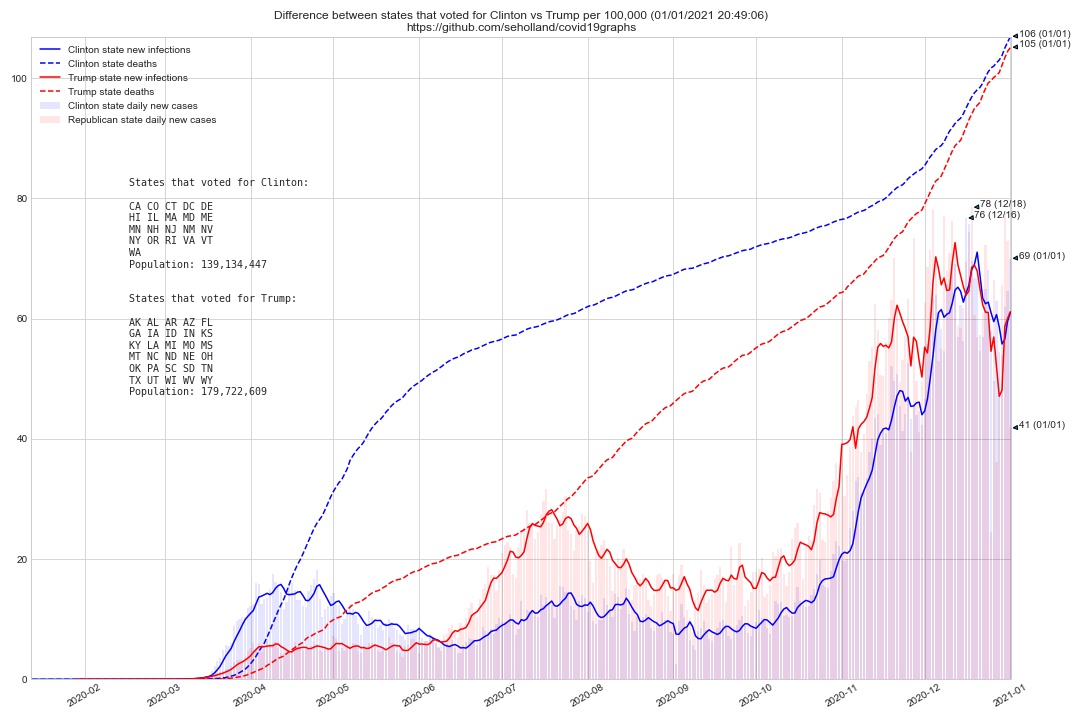 Difference between states that voted for Clinton vs Trump per 100,000 (01/01/2021 20:49:06)
https://github.com/seholland/covid19graphs
Clinton state new infections
Clinton state deaths
Trump state new infections
Trump state deaths
Clinton state daily new cases
Republican state daily new cases
106 (01/01)
105 (01/01)
100
States that voted for Clinton:
CA CO CT DC DE
HI IL MA MD ME
MN NH NJ NM NV
NY OR RI VA VT
WA
Population: 139,134,447
80
78 (12/18)
76 (12/16)
69 (01/01)
States that voted for Trump:
AK AL AR AZ FL
GA IA ID IN KS
KY LA MI MO MS
MT NC ND NE OH
OK PA SC SD TN
TX UT WI WV WY
Population: 179,722,609
60
40
41 (01/01)
20
0
2020-02
2020-03
2020-04
2020-05
2020-06
2020-07
2020-08
2020-09
2020-10
2020-11
2020-12
2021-01